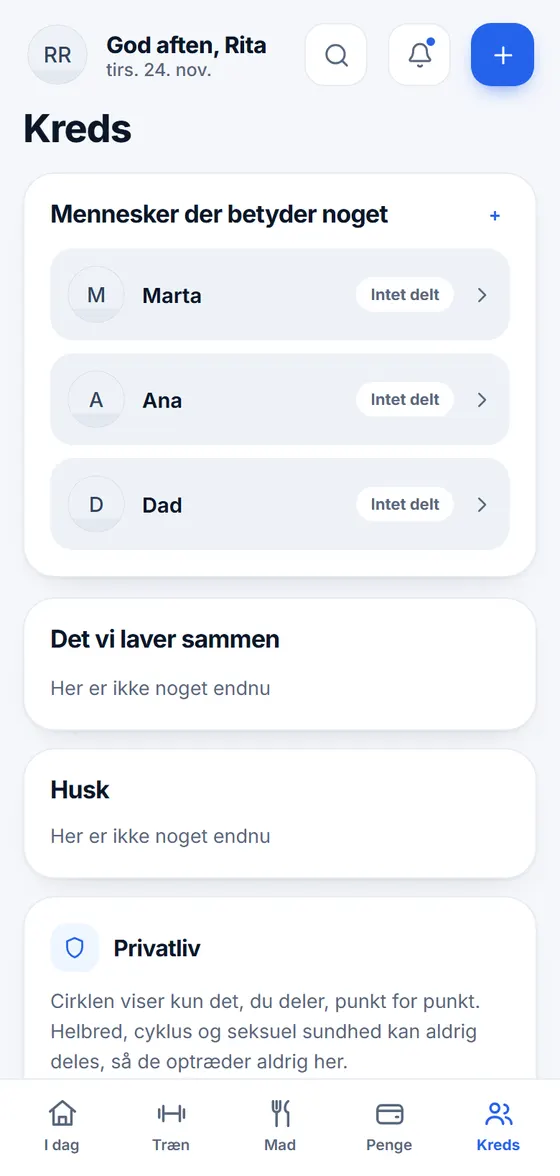 RR
God aften, Rita
tirs. 24. nov.
Kreds
Mennesker der betyder noget
M
Marta
Intet delt
A
Ana
Intet delt
D
Dad
Intet delt
Det vi laver sammen
Her er ikke noget endnu
Husk
Her er ikke noget endnu
Privatliv
Cirklen viser kun det, du deler, punkt for punkt.
Helbred, cyklus og seksuel sundhed kan aldrig
deles, så de optræder aldrig her.
I dag
Træn
Mad
Penge
Kreds